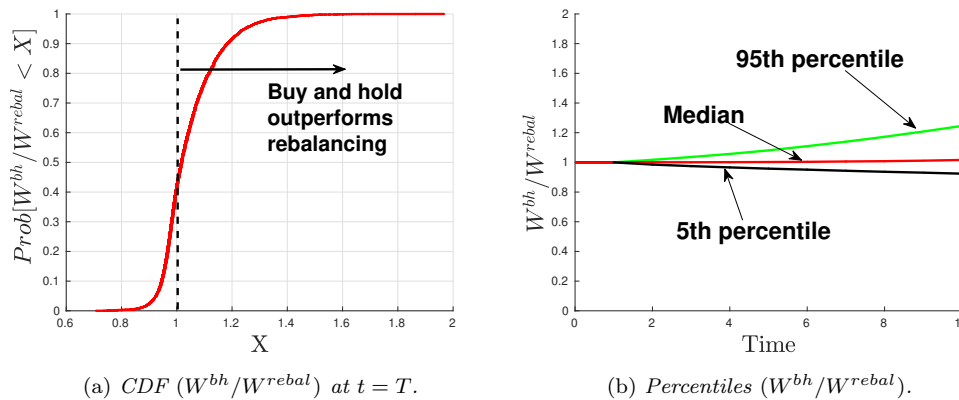 1
0.9
0.8
0.7
0.6
0.5
0.4
0.3
0.2
0.1
0
Prob[W^{bh}/W^{rebal} < X]
Buy and hold
outperforms
rebalancing
0.6 0.8 1 1.2 1.4 1.6 1.8 2
X
(a) CDF (W^{bh}/W^{rebal}) at t = T.
2
1.8
1.6
1.4
1.2
1
0.8
0.6
0.4
0.2
0
W^{bh}/W^{rebal}
95th percentile
Median
5th percentile
0 2 4 6 8 10
Time
(b) Percentiles (W^{bh}/W^{rebal}).